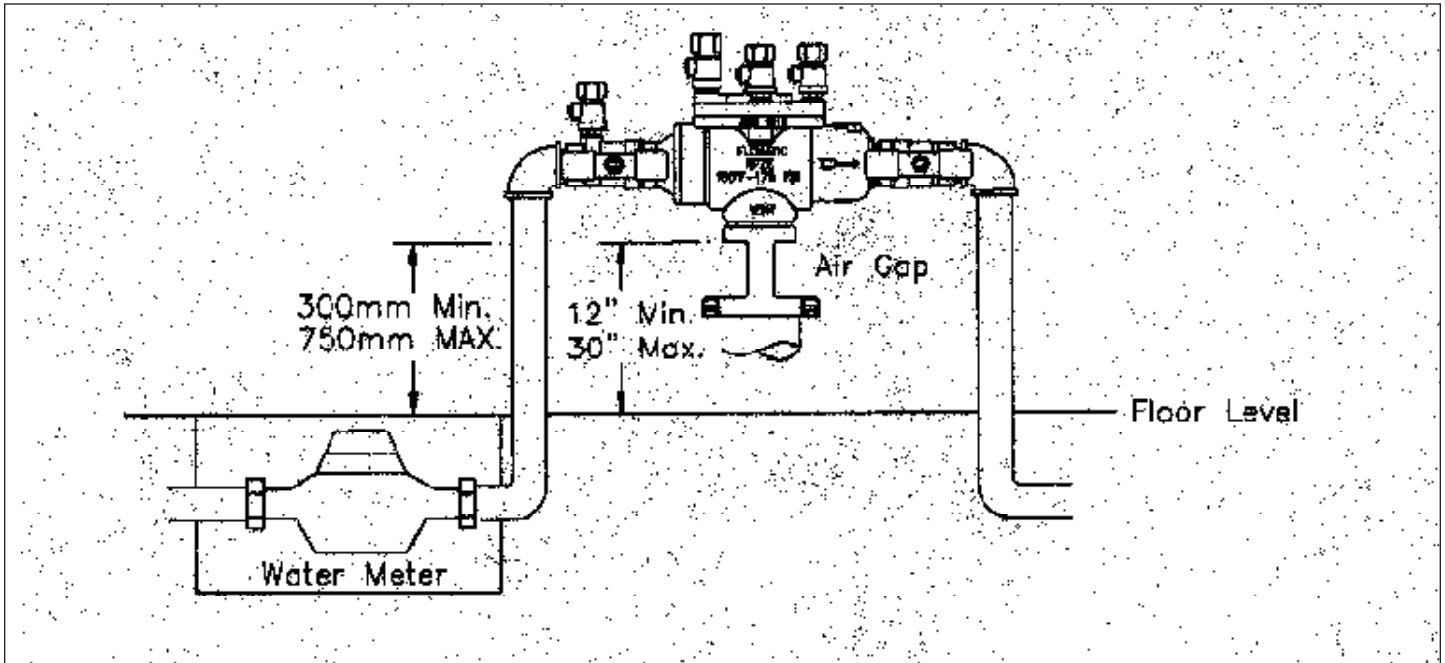 Air Gap
300mm Min.
750mm MAX.
12" Min.
30" Max.
Floor Level
Water Meter